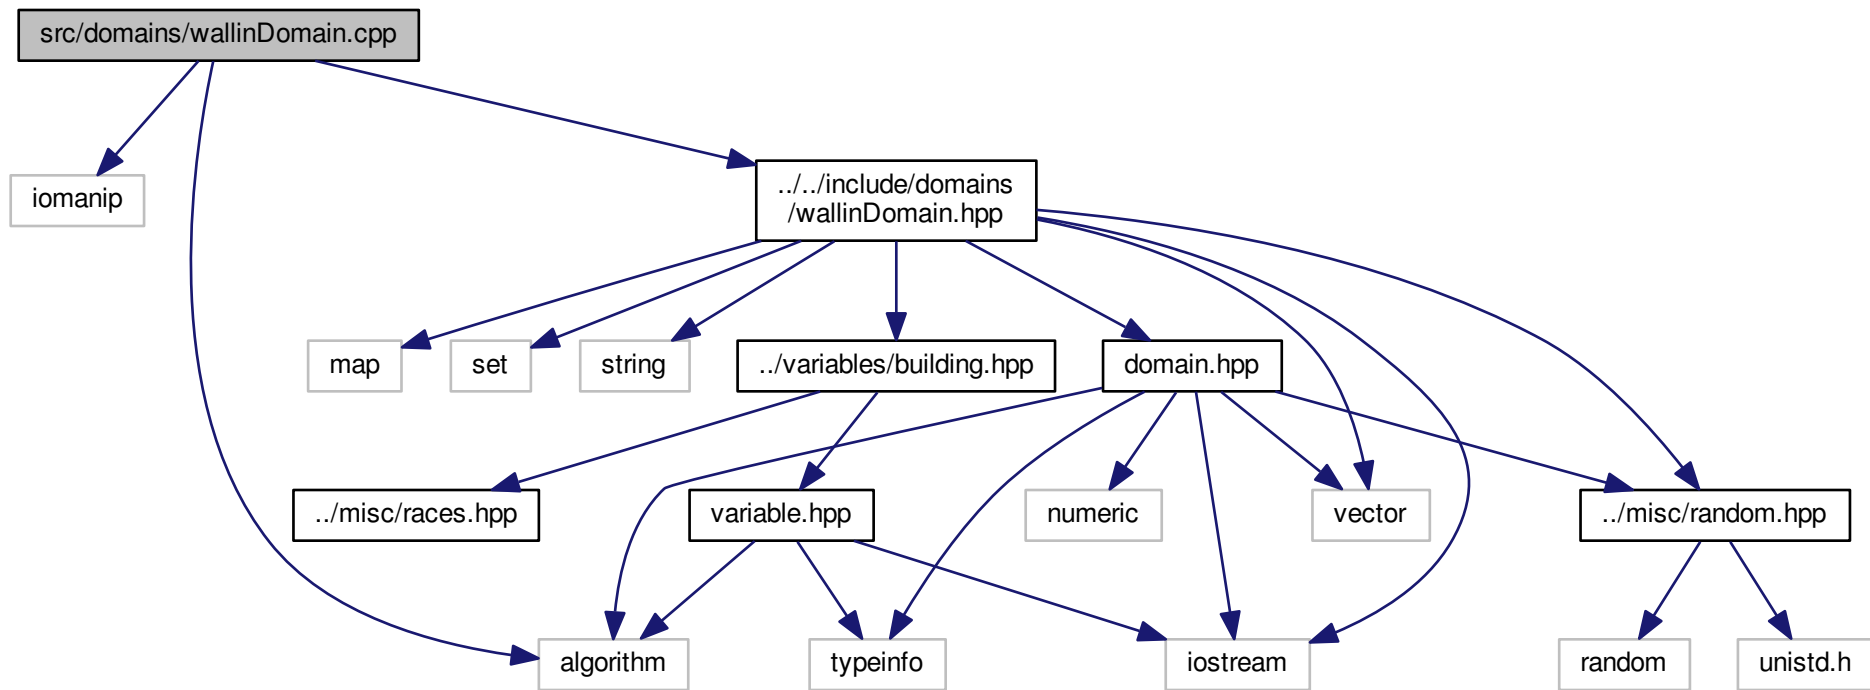 src/domains/wallinDomain.cpp
iomanip
../../include/domains
/wallinDomain.hpp
map
set
string
../variables/building.hpp
domain.hpp
../misc/races.hpp
variable.hpp
numeric
vector
../misc/random.hpp
algorithm
typeinfo
iostream
random
unistd.h